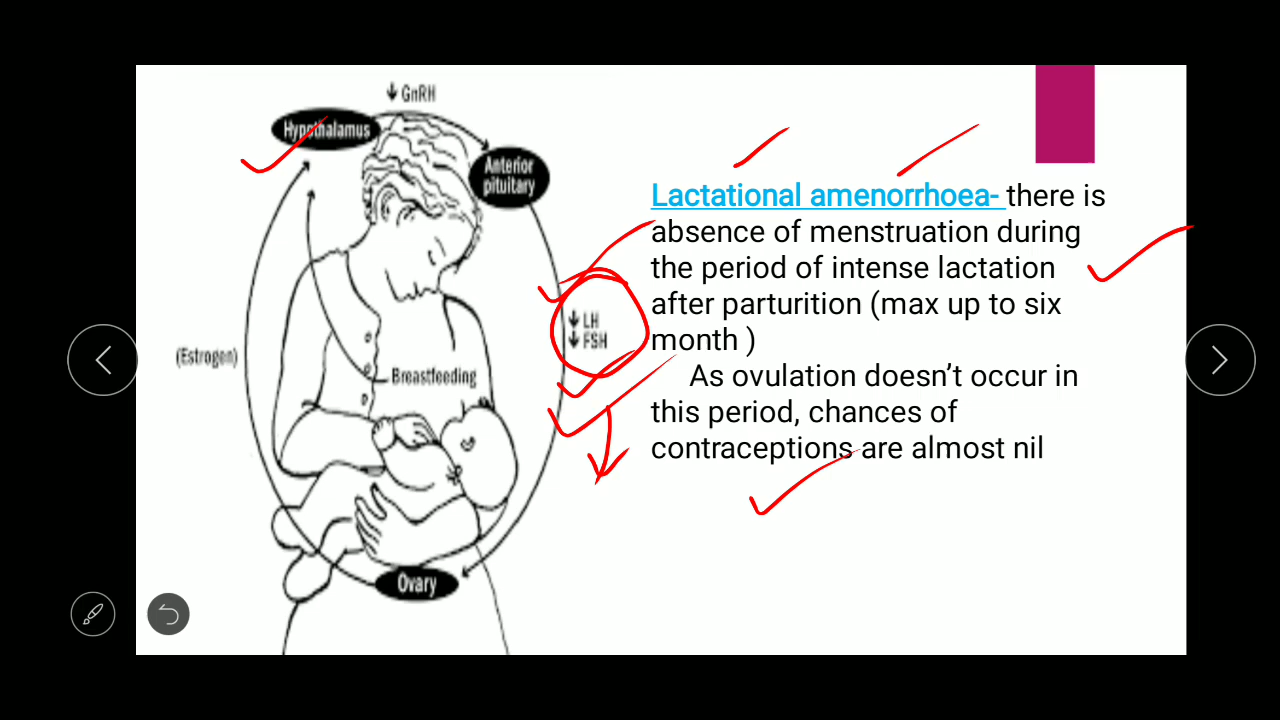 ↓ GnRH
Hypothalamus
Anterior
pituitary
Lactational amenorrhoea- there is
absence of menstruation during
the period of intense lactation
after parturition (max up to six
month )
As ovulation doesn’t occur in
this period, chances of
contraceptions are almost nil
↓ LH
↓ FSH
(Estrogen)
Breastfeeding
Ovary